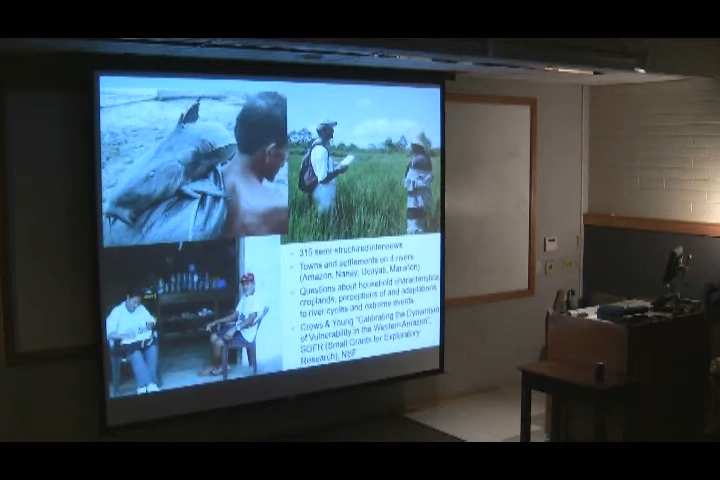 315 semi-structured interviews
Towns and settlements on 4 rivers
(Amazon, Nanay, Ucayali, Marañon)
Questions about household characteristics
croplands, perceptions of and adaptations
to river cycles and extreme events
Crews & Young "Calibrating the Dynamism
of Vulnerability in the Western Amazon",
SGER (Small Grants for Exploratory
Research), NSF